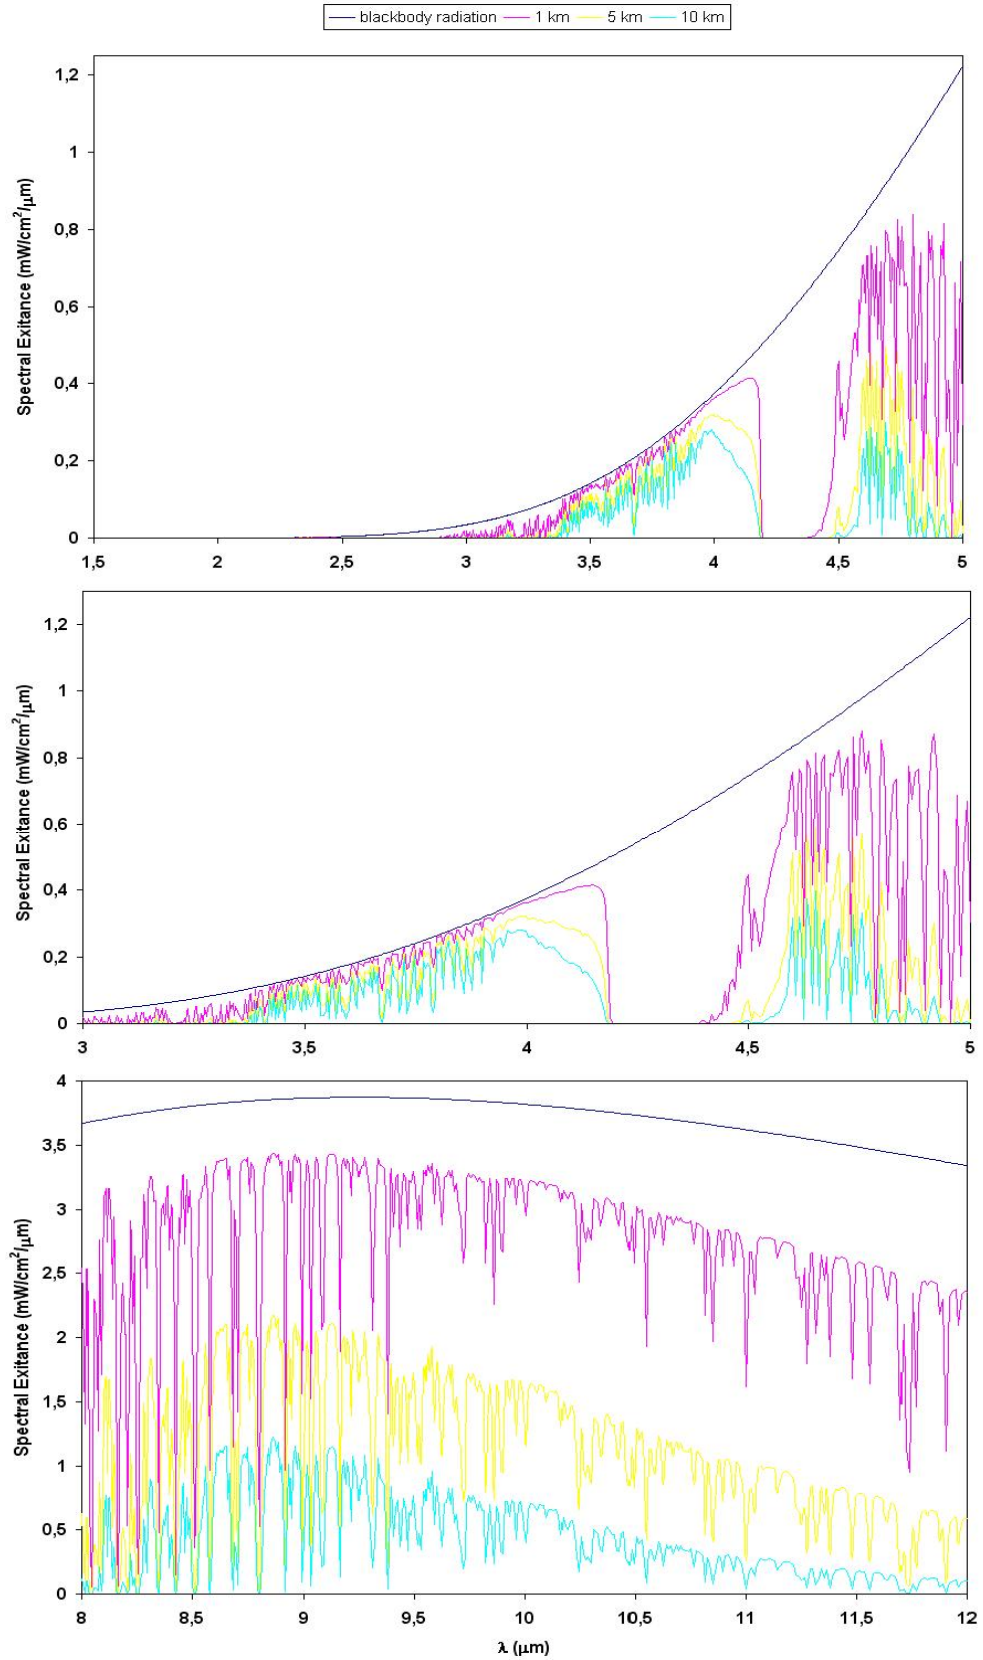 blackbody radiation 1 km 5 km 10 km
Spectral Exitance (mW/cm²/μm)
1,2
1
0,8
0,6
0,4
0,2
0
1,5 2 2,5 3 3,5 4 4,5 5
Spectral Exitance (mW/cm²/μm)
1,2
1
0,8
0,6
0,4
0,2
0
3 3,5 4 4,5 5
Spectral Exitance (mW/cm²/μm)
4
3,5
3
2,5
2
1,5
1
0,5
0
8 8,5 9 9,5 10 10,5 11 11,5 12
λ (μm)